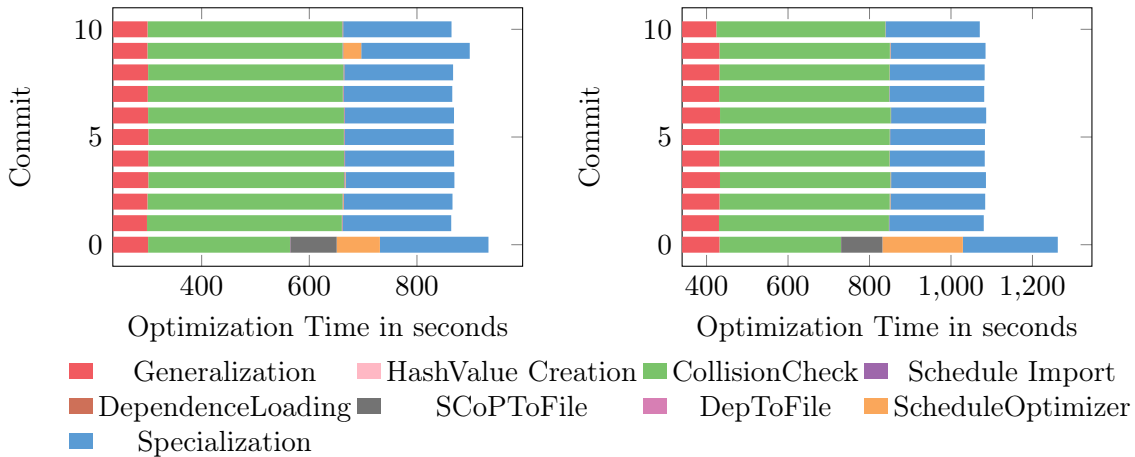 10
5
0
Commit
400 600 800
Optimization Time in seconds
10
5
0
Commit
400 600 800 1,000 1,200
Optimization Time in seconds
Generalization HashValue Creation CollisionCheck Schedule Import
DependenceLoading SCoPToFile DepToFile ScheduleOptimizer
Specialization